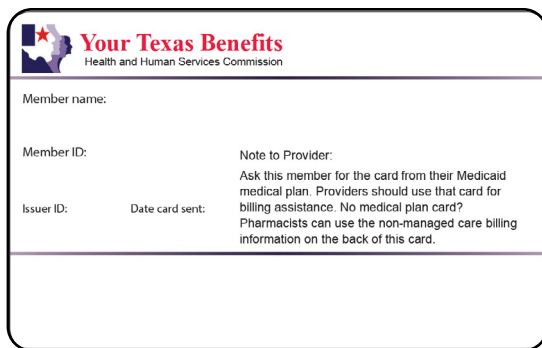 Your Texas Benefits
Health and Human Services Commission
Member name:
Member ID:
Note to Provider:
Ask this member for the card from their Medicaid
medical plan. Providers should use that card for
billing assistance. No medical plan card?
Pharmacists can use the non-managed care billing
information on the back of this card.
Issuer ID:
Date card sent: